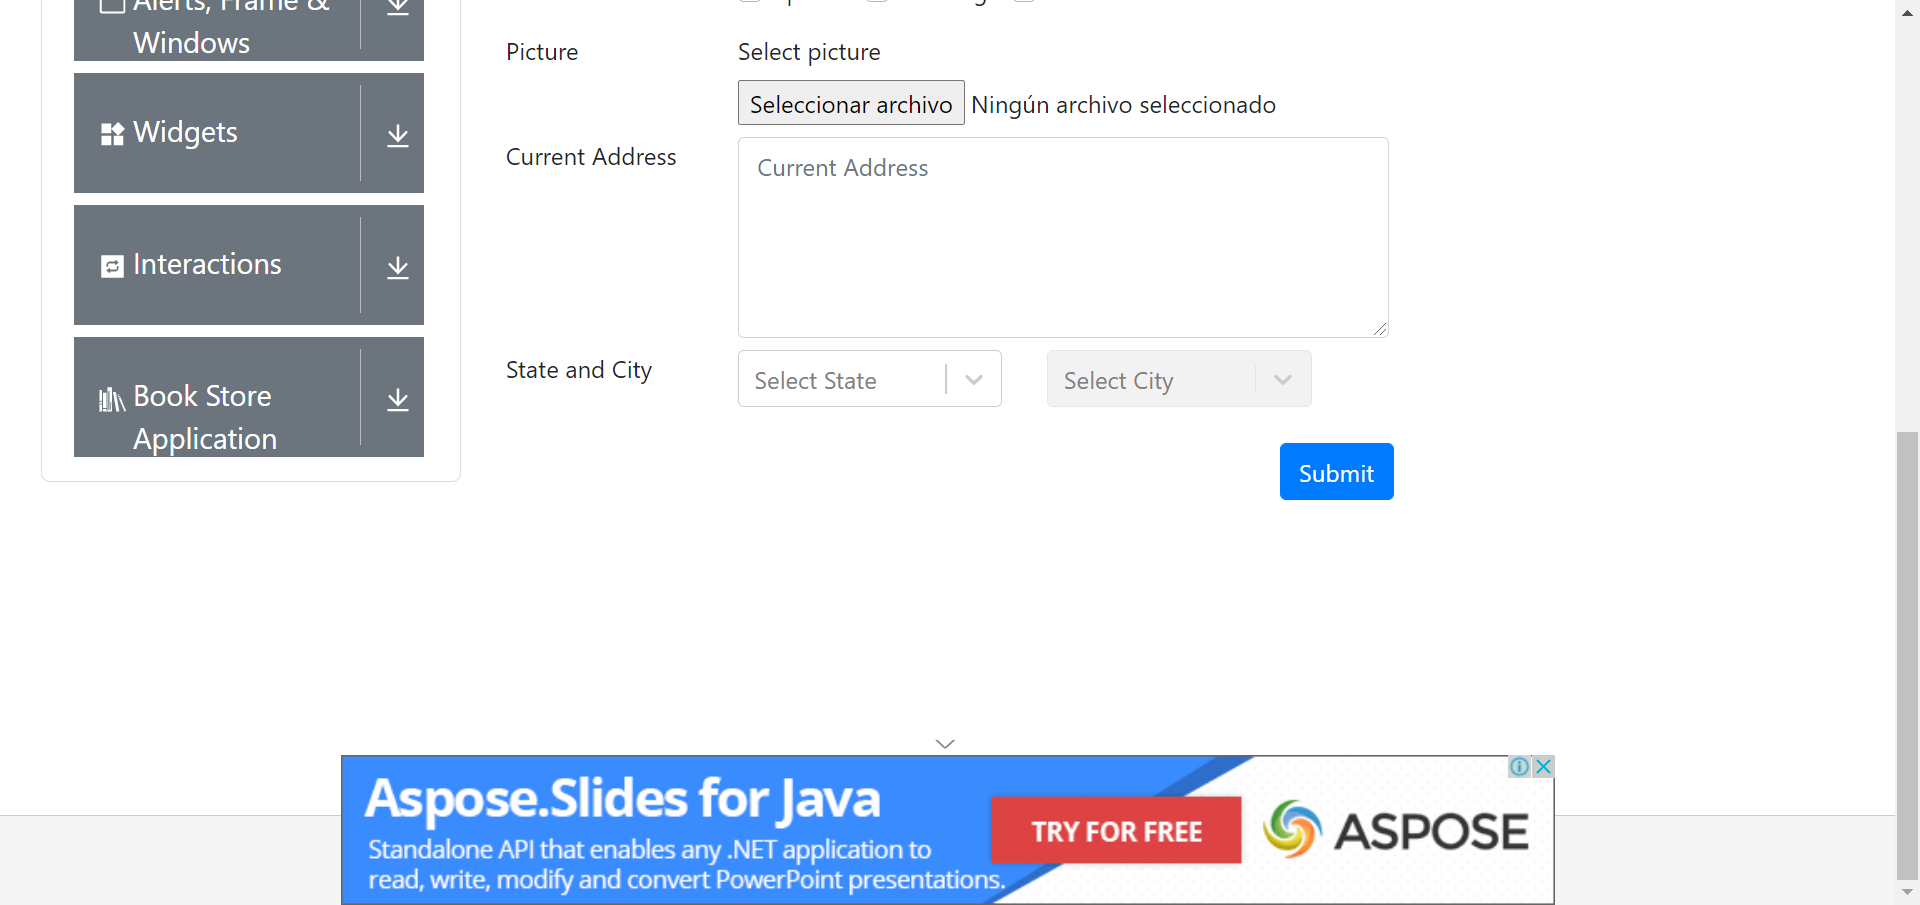 Alerts, Frame &
Windows
Widgets
Interactions
Book Store
Application
Picture
Select picture
Seleccionar archivo Ningún archivo seleccionado
Current Address
Current Address
State and City
Select State
Select City
Submit
Aspose.Slides for Java
Standalone API that enables any .NET application to
read, write, modify and convert PowerPoint presentations.
TRY FOR FREE
ASPOSE